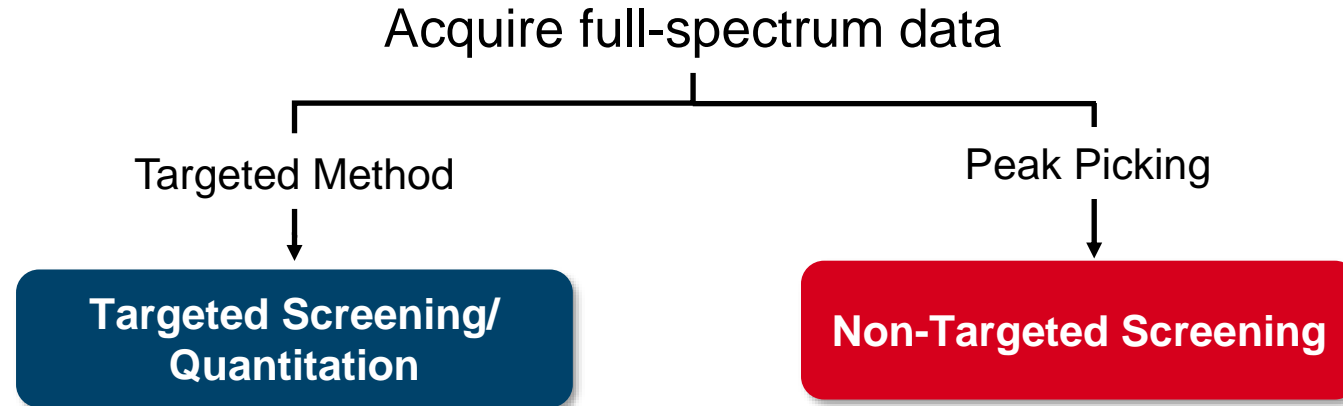 Acquire full-spectrum data
Targeted Method
Peak Picking
Targeted Screening/
Quantitation
Non-Targeted Screening